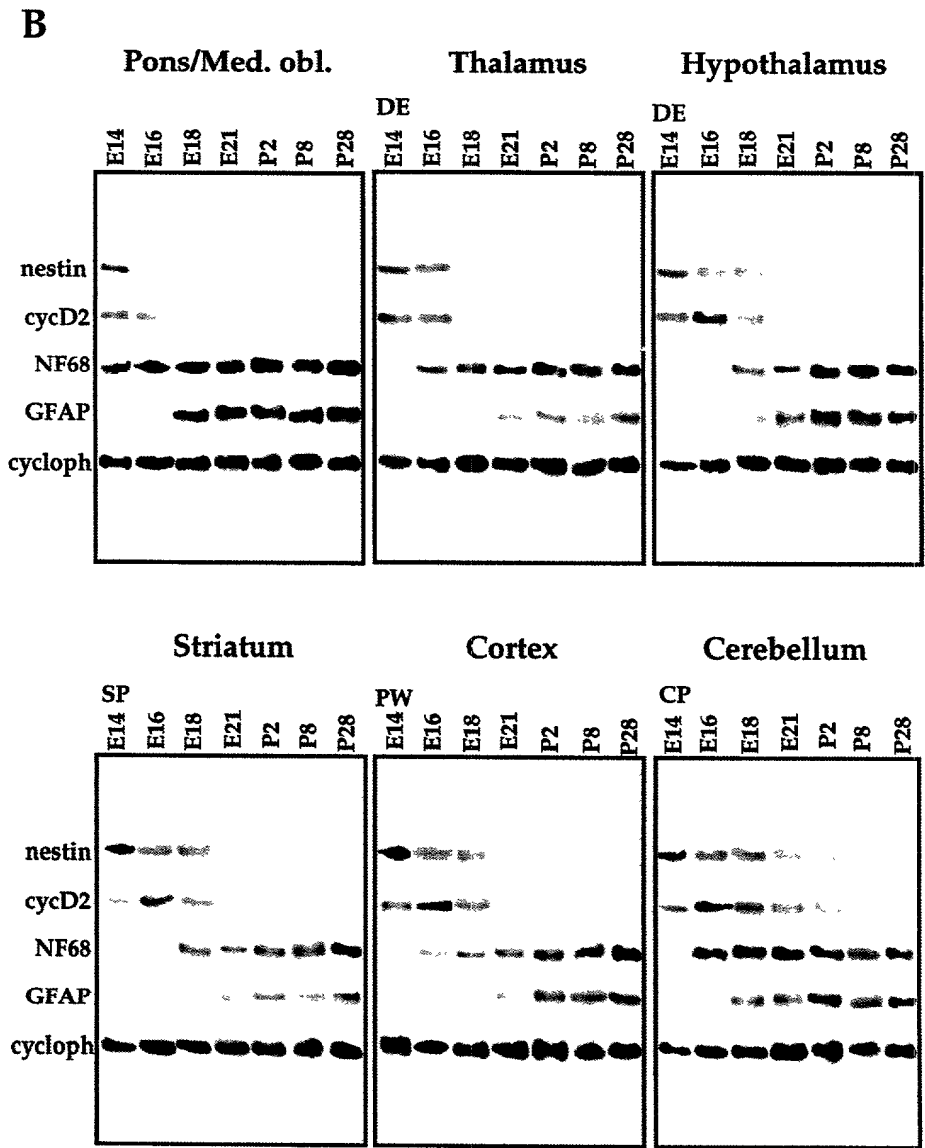 B
Pons/Med. obl. Thalamus Hypothalamus
DE DE
E14 E16 E18 E21 P2 P8 P28 E14 E16 E18 E21 P2 P8 P28 E14 E16 E18 E21 P2 P8 P28
nestin
cycD2
NF68
GFAP
cycloph
Striatum Cortex Cerebellum
SP PW CP
E14 E16 E18 E21 P2 P8 P28 E14 E16 E18 E21 P2 P8 P28 E14 E16 E18 E21 P2 P8 P28
nestin
cycD2
NF68
GFAP
cycloph